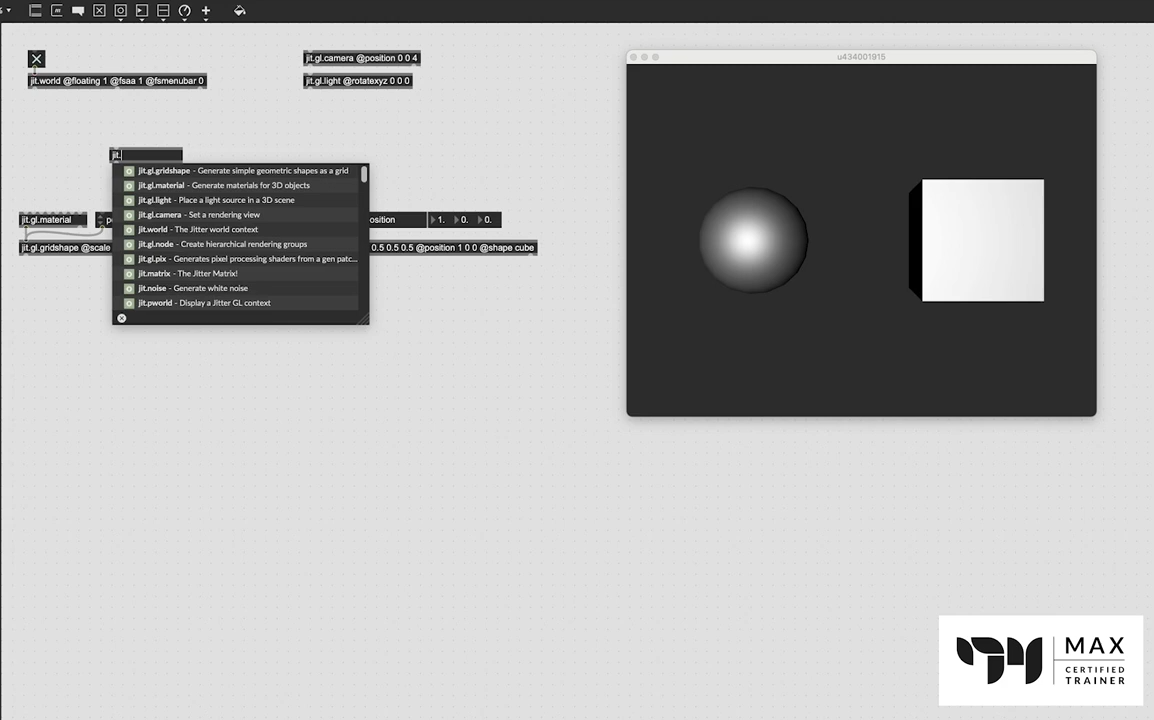 jit.gl.camera @position 0 0 4
u434001915
jit.world @floating 1 @fsaa 1 @fsmenubar 0
jit.gl.light @rotatexyz 0 0 0
jit.
jit.gl.gridshape - Generate simple geometric shapes as a grid
jit.gl.material - Generate materials for 3D objects
jit.gl.light - Place a light source in a 3D scene
jit.gl.camera - Set a rendering view
jit.world - The Jitter world context
jit.gl.node - Create hierarchical rendering groups
jit.gl.pix - Generates pixel processing shaders from a gen patc...
jit.matrix - The Jitter Matrix!
jit.noise - Generate white noise
jit.pworld - Display a Jitter GL context
jit.gl.material
osition
1. 0. 0.
jit.gl.gridshape @scale
0.5 0.5 0.5 @position 1 0 0 @shape cube
MAX
CERTIFIED
TRAINER